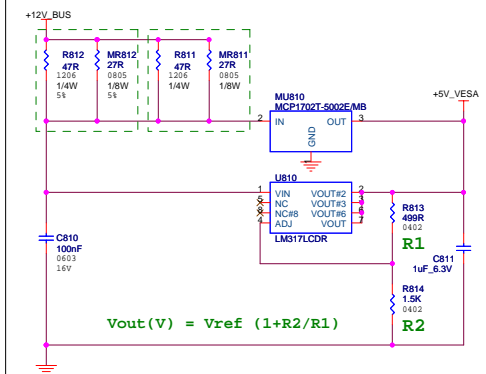 +12V_BUS
R812
47R
1206
1/4W
5%
MR812
27R
0805
1/8W
5%
R811
47R
1206
1/4W
MR811
27R
0805
1/8W
MU810
MCP1702T-5002E/MB
2 IN OUT 3
GND
+5V_VESA
U810
1 VIN VOUT#2 2
5 NC VOUT#3 3
8 NC#8 VOUT#6 6
4 ADJ VOUT 7
LM317LCDR
R813
499R
0402
R1
C810
100nF
0603
16V
C811
1uF_6.3V
R814
1.5K
0402
R2
Vout(V) = Vref (1+R2/R1)